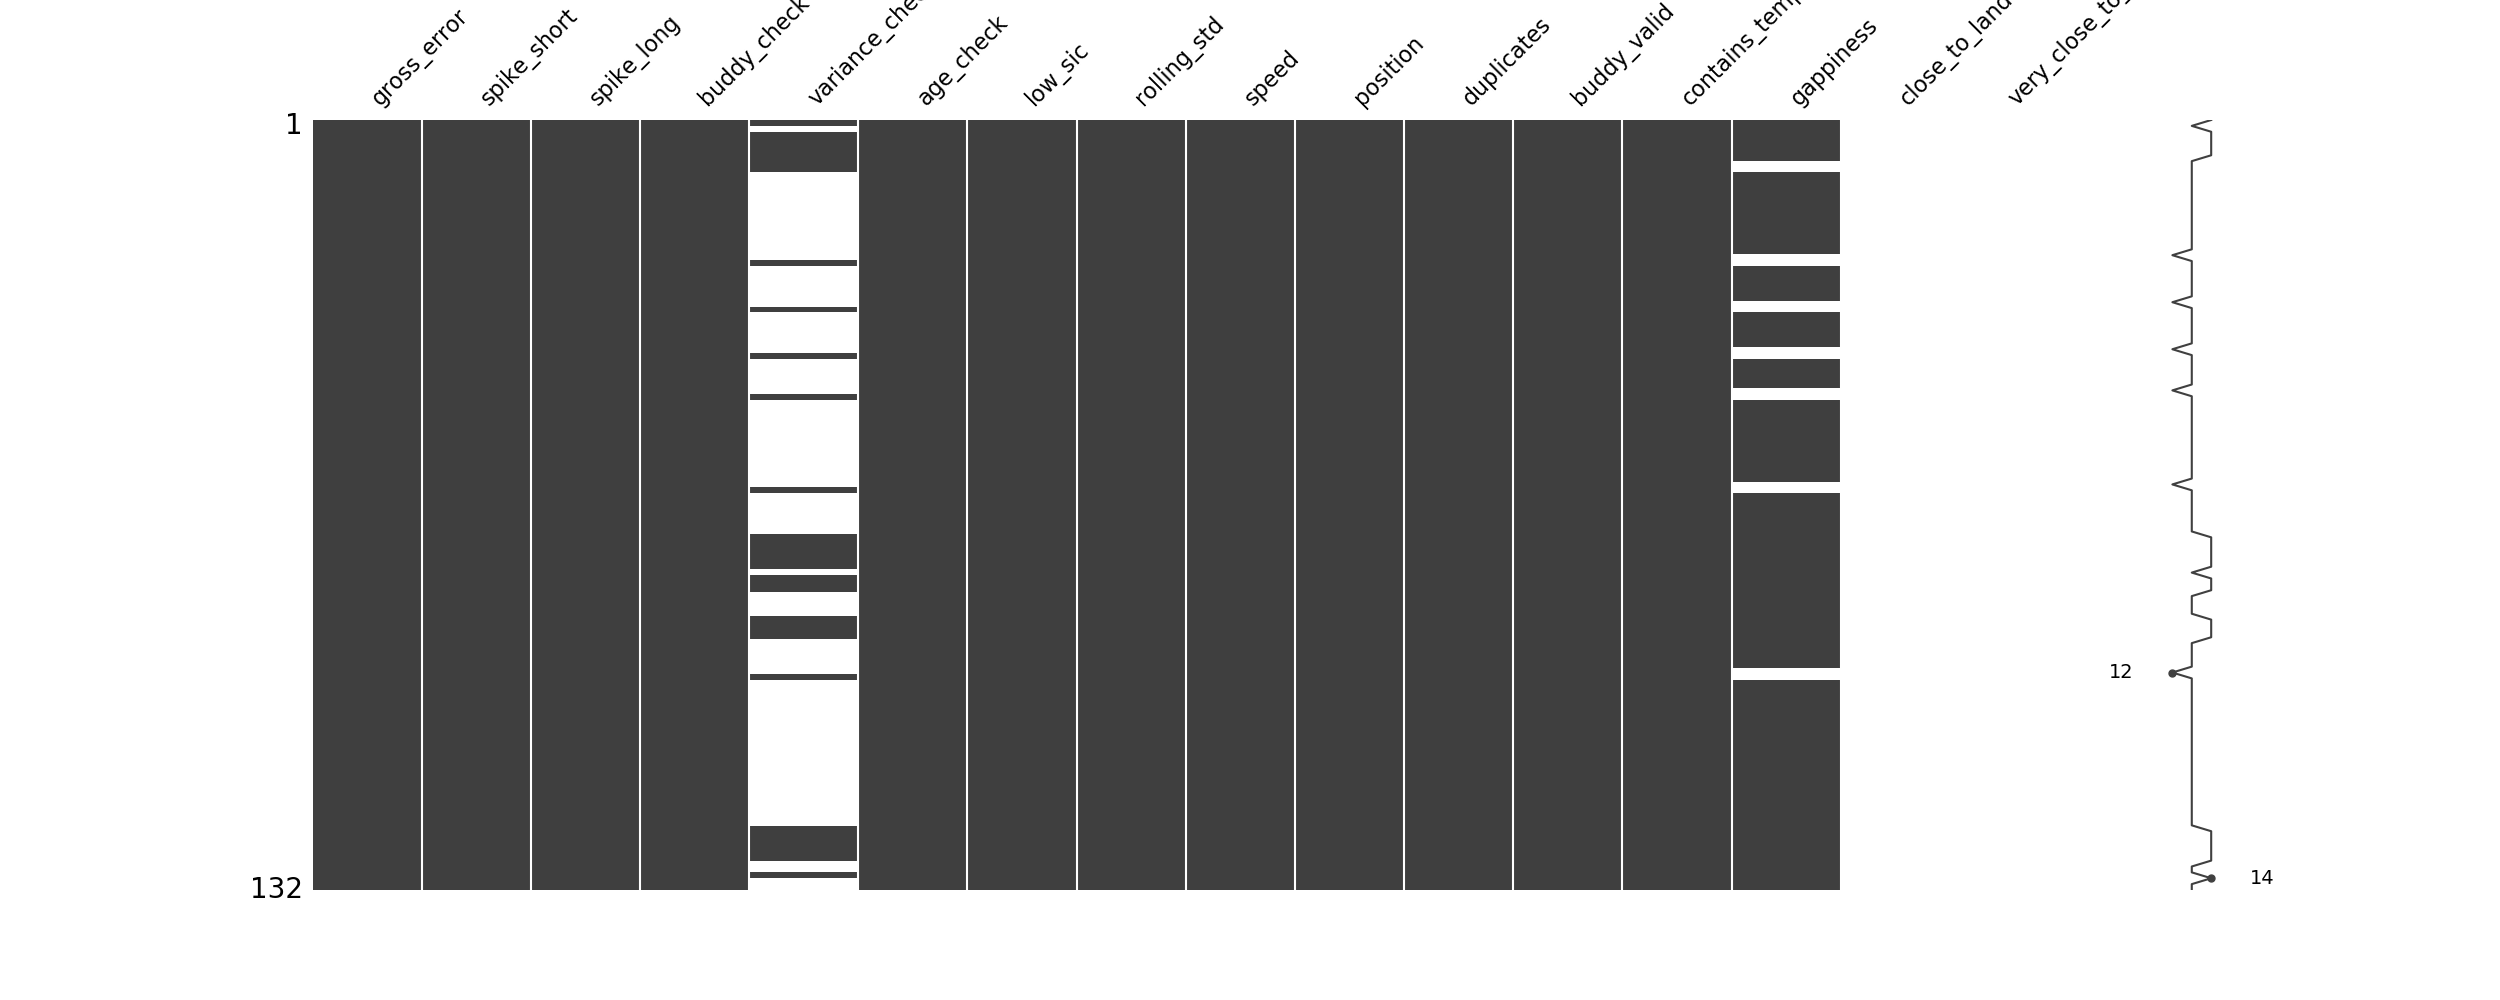 gross_error
spike_short
spike_long
buddy_check
variance_che
age_check
low_sic
rolling_std
speed
position
duplicates
buddy_valid
contains_temp
gappiness
close_to_land
very_close_to_
1
132
12
14